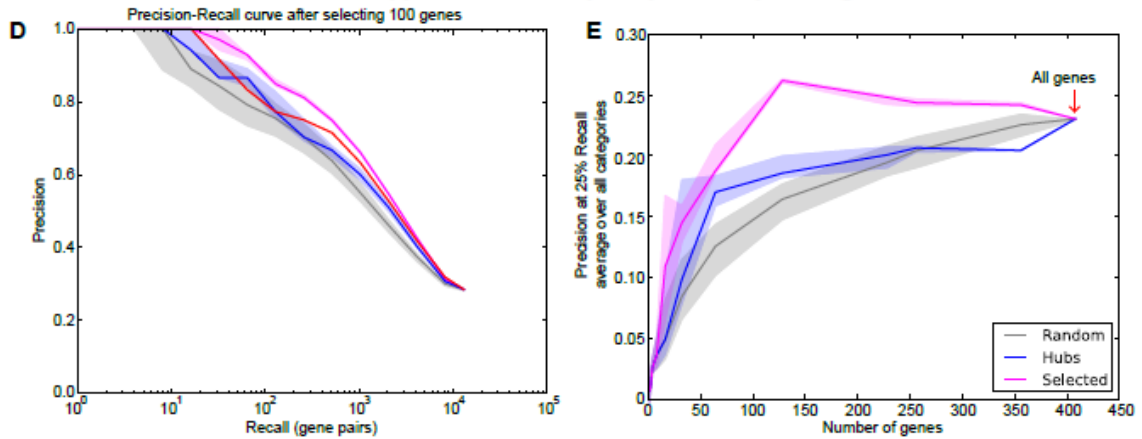 D
Precision-Recall curve after selecting 100 genes
1.0
0.8
0.6
0.4
0.2
0.0
Precision
10^0
10^1
10^2
10^3
10^4
10^5
Recall (gene pairs)
E
0.30
0.25
0.20
0.15
0.10
0.05
0.00
Precision at 25% Recall
average over all categories
All genes
Random
Hubs
Selected
0
50
100
150
200
250
300
350
400
450
Number of genes